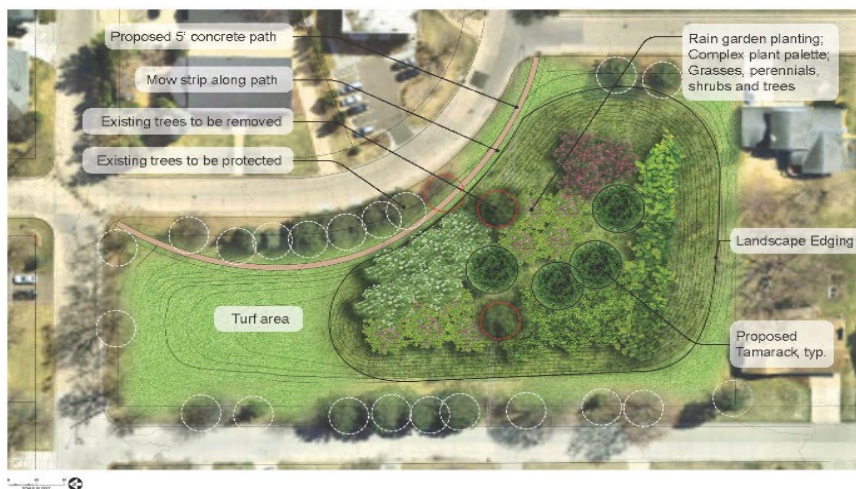 Proposed 5' concrete path
Mow strip along path
Existing trees to be removed
Existing trees to be protected
Rain garden planting;
Complex plant palette;
Grasses, perennials,
shrubs and trees
Landscape Edging
Turf area
Proposed
Tamarack, typ.